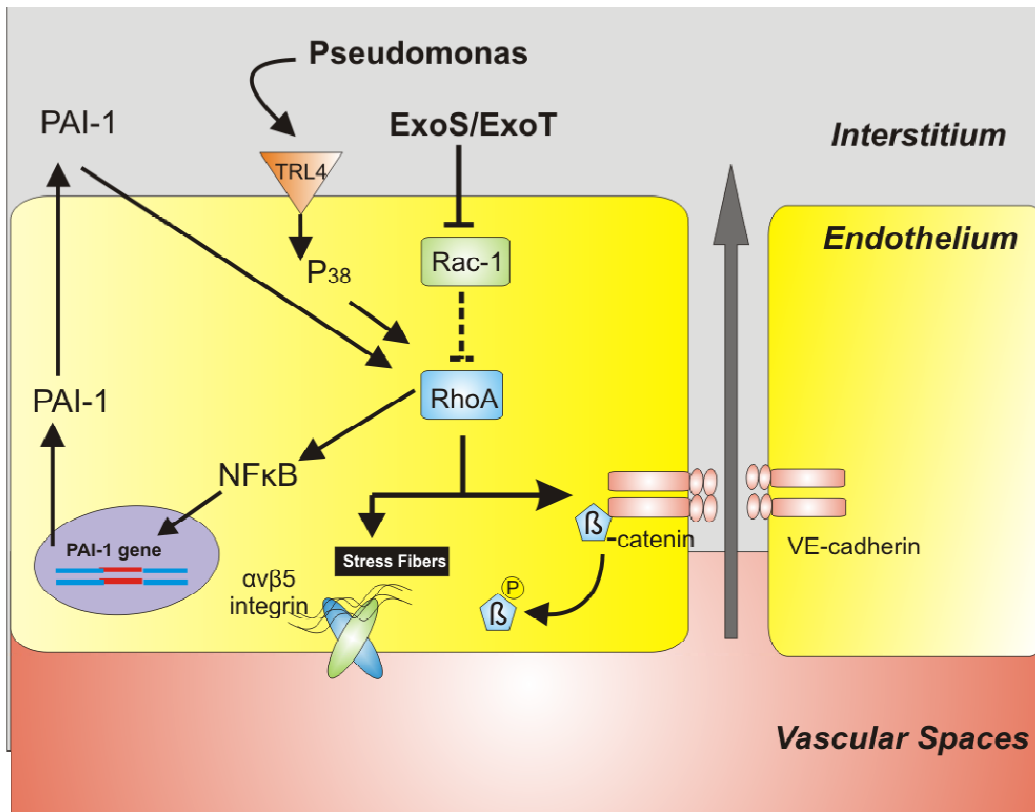 Pseudomonas
PAI-1
ExoS/ExoT
Interstitium
TRL4
Endothelium
Rac-1
P38
PAI-1
RhoA
NFκB
ß
-catenin
VE-cadherin
PAI-1 gene
Stress Fibers
αvβ5
integrin
P
ß
Vascular Spaces